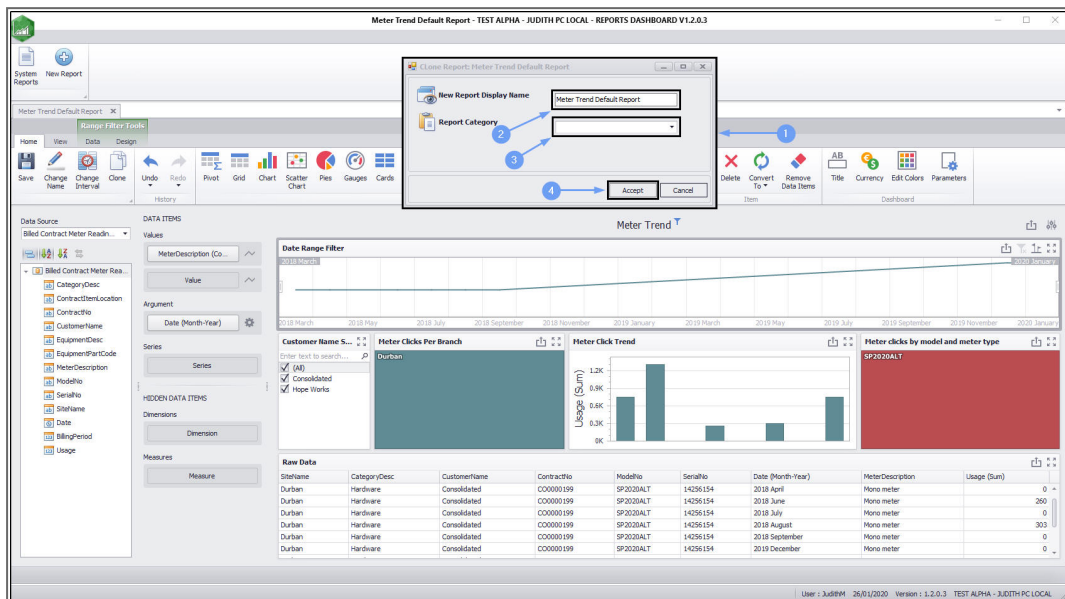 Meter Trend Default Report - TEST ALPHA - JUDITH PC LOCAL - REPORTS DASHBOARD V1.2.0.3
System Reports
New Report
Meter Trend Default Report
Range Filter Tools
Home View Data Design
Save
Change Name
Change Interval
Clone
Undo
Redo
History
Pivot
Grid
Chart
Scatter Chart
Pies
Gauges
Cards
CLone Report: Meter Trend Default Report
New Report Display Name
Meter Trend Default Report
Report Category
Accept
Cancel
1
2
3
4
Delete
Convert To
Remove Data Items
Item
AB
Title
Currency
Edit Colors
Parameters
Dashboard
Data Source
Billed Contract Meter Readin...
Billed Contract Meter Rea...
CategoryDesc
ContractItemLocation
ContractNo
CustomerName
EquipmentDesc
EquipmentPartCode
MeterDescription
ModelNo
SerialNo
SiteName
Date
BillingPeriod
Usage
DATA ITEMS
Values
MeterDescription (Co...
Value
Argument
Date (Month-Year)
Series
Series
HIDDEN DATA ITEMS
Dimensions
Dimension
Measures
Measure
Meter Trend
Date Range Filter
2018 March 2020 January
2018 March 2018 May 2018 July 2018 September 2018 November 2019 January 2019 March 2019 May 2019 July 2019 September 2019 November 2020 January
Customer Name S...
Enter text to search...
(All)
Consolidated
Hope Works
Meter Clicks Per Branch
Durban
Meter Click Trend
Usage (Sum)
1.2K
0.9K
0.6K
0.3K
0K
Meter clicks by model and meter type
SP2020ALT
Raw Data
SiteName CategoryDesc CustomerName ContractNo ModelNo SerialNo Date (Month-Year) MeterDescription Usage (Sum)
Durban Hardware Consolidated CO0000199 SP2020ALT 14256154 2018 April Mono meter 0
Durban Hardware Consolidated CO0000199 SP2020ALT 14256154 2018 June Mono meter 260
Durban Hardware Consolidated CO0000199 SP2020ALT 14256154 2018 July Mono meter 0
Durban Hardware Consolidated CO0000199 SP2020ALT 14256154 2018 August Mono meter 303
Durban Hardware Consolidated CO0000199 SP2020ALT 14256154 2018 September Mono meter 0
Durban Hardware Consolidated CO0000199 SP2020ALT 14256154 2019 December Mono meter 0
User : JudithM 26/01/2020 Version : 1.2.0.3 TEST ALPHA - JUDITH PC LOCAL